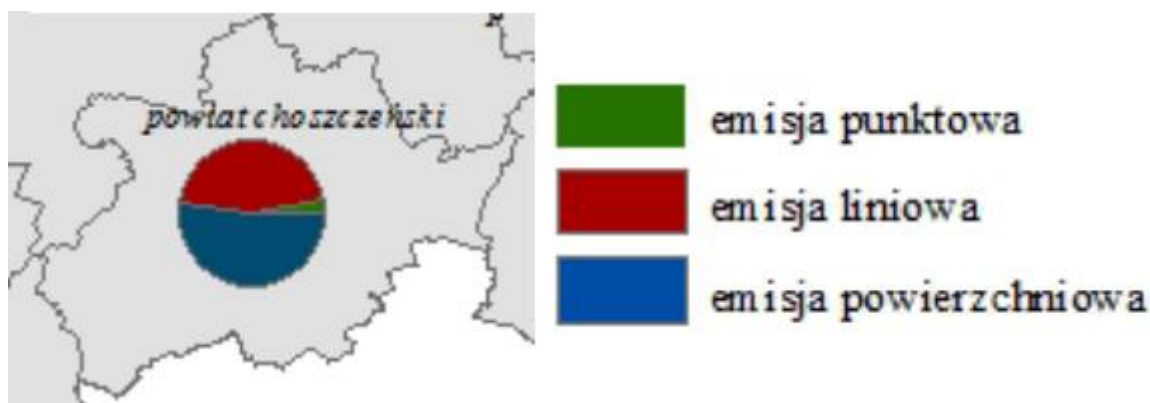 powiat choszczeński
emisja punktowa
emisja liniowa
emisja powierzchniowa